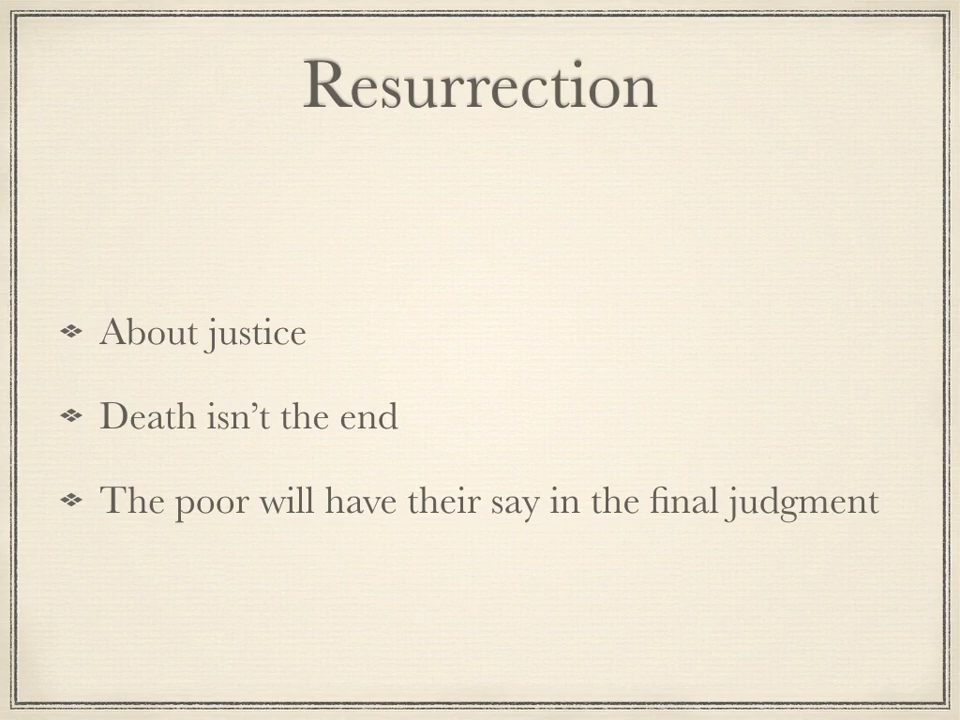 Resurrection
About justice
Death isn’t the end
The poor will have their say in the final judgment